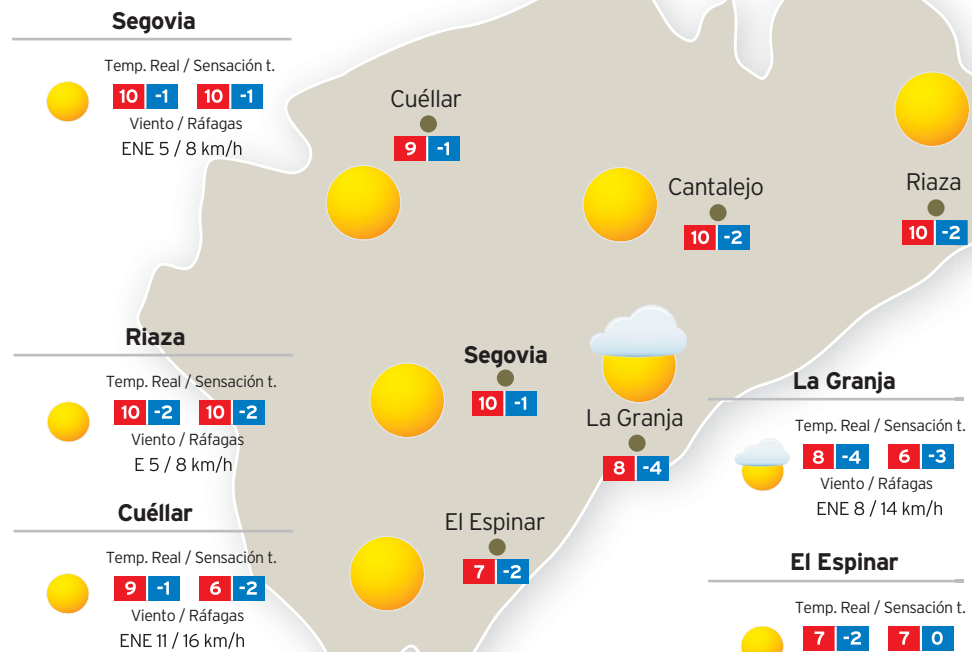 Segovia
Temp. Real / Sensación t.
10 -1 10 -1
Viento / Ráfagas
ENE 5 / 8 km/h
Riaza
Temp. Real / Sensación t.
10 -2 10 -2
Viento / Ráfagas
E 5 / 8 km/h
Cuéllar
Temp. Real / Sensación t.
9 -1 6 -2
Viento / Ráfagas
ENE 11 / 16 km/h
Cuéllar
9 -1
Cantalejo
10 -2
Riaza
10 -2
Segovia
10 -1
La Granja
8 -4
El Espinar
7 -2
La Granja
Temp. Real / Sensación t.
8 -4 6 -3
Viento / Ráfagas
ENE 8 / 14 km/h
El Espinar
Temp. Real / Sensación t.
7 -2 7 0